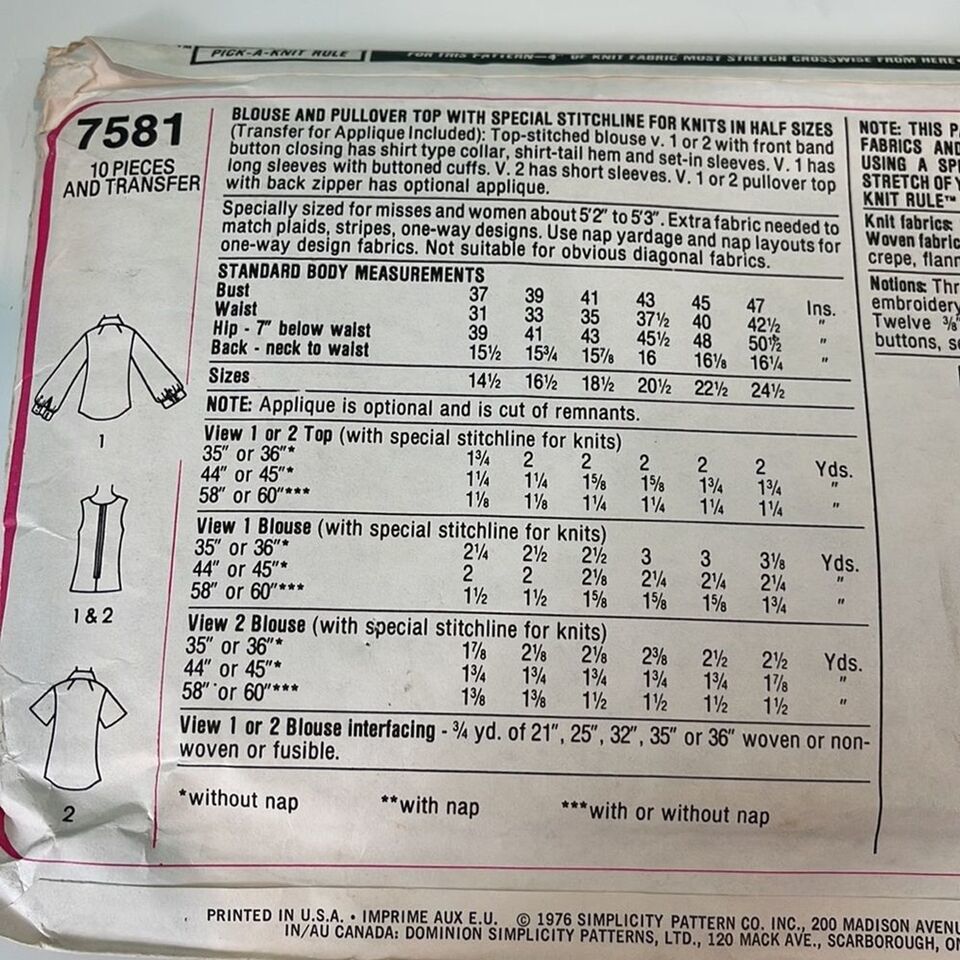 PICK-A-KNIT RULE
FOR THIS PATTERN—4" OF KNIT FABRIC MUST STRETCH CROSSWISE FROM HERE
7581
10 PIECES
AND TRANSFER
BLOUSE AND PULLOVER TOP WITH SPECIAL STITCHLINE FOR KNITS IN HALF SIZES
(Transfer for Applique Included): Top-stitched blouse v. 1 or 2 with front band
button closing has shirt type collar, shirt-tail hem and set-in sleeves. V. 1 has
long sleeves with buttoned cuffs. V. 2 has short sleeves. V. 1 or 2 pullover top
with back zipper has optional applique.
Specially sized for misses and women about 5'2" to 5'3". Extra fabric needed to
match plaids, stripes, one-way designs. Use nap yardage and nap layouts for
one-way design fabrics. Not suitable for obvious diagonal fabrics.
STANDARD BODY MEASUREMENTS
Bust 37 39 41 43 45 47 Ins.
Waist 31 33 35 37½ 40 42½ "
Hip - 7" below waist 39 41 43 45½ 48 50½ "
Back - neck to waist 15½ 15¾ 15⅞ 16 16⅛ 16¼ "
Sizes 14½ 16½ 18½ 20½ 22½ 24½
NOTE: Applique is optional and is cut of remnants.
View 1 or 2 Top (with special stitchline for knits)
35" or 36"* 1¾ 2 2 2 2 2 Yds.
44" or 45"* 1¼ 1¼ 1⅝ 1⅝ 1¾ 1¾ "
58" or 60"*** 1⅛ 1⅛ 1¼ 1¼ 1¼ 1¼ "
View 1 Blouse (with special stitchline for knits)
35" or 36"* 2¼ 2½ 2½ 3 3 3⅛ Yds.
44" or 45"* 2 2 2⅛ 2¼ 2¼ 2¼ "
58" or 60"*** 1½ 1½ 1⅝ 1⅝ 1⅝ 1¾ "
View 2 Blouse (with special stitchline for knits)
35" or 36"* 1⅞ 2⅛ 2⅛ 2⅜ 2½ 2½ Yds.
44" or 45"* 1¾ 1¾ 1¾ 1¾ 1¾ 1⅞ "
58" or 60"*** 1⅜ 1⅜ 1½ 1½ 1½ 1½ "
View 1 or 2 Blouse interfacing - ¾ yd. of 21", 25", 32", 35" or 36" woven or non-
woven or fusible.
*without nap **with nap ***with or without nap
1
1 & 2
2
NOTE: THIS
FABRICS AND
USING A
STRETCH OF
KNIT RULE™
Knit fabrics:
Woven
crepe,
Notions:
embroidery
Twelve ⅜"
buttons,
PRINTED IN U.S.A. • IMPRIME AUX E.U. © 1976 SIMPLICITY PATTERN CO. INC., 200 MADISON
IN/AU CANADA: DOMINION SIMPLICITY PATTERNS, LTD., 120 MACK AVE., SCARBOROUGH,